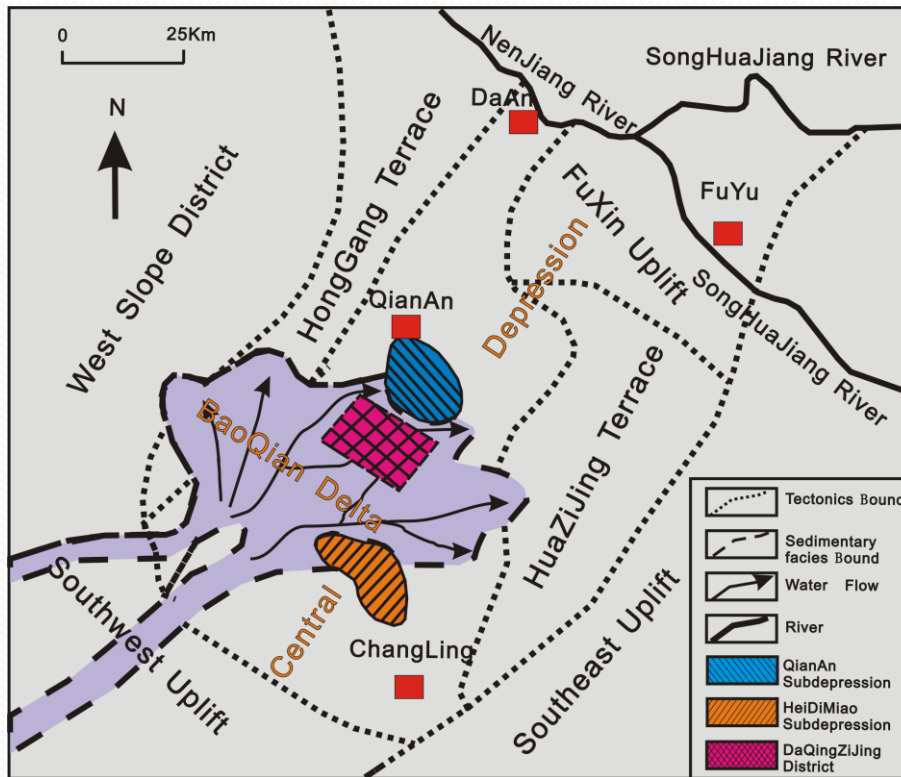 0 25Km
N
NenJiang River
SongHuaJiang River
DaAn
FuYu
SongHuaJiang River
West Slope District
HongGang Terrace
FuXin Uplift
QianAn
Central Depression
BaoQian Delta
HuaZiJing Terrace
Southwest Uplift
ChangLing
Southeast Uplift
Tectonics Bound
Sedimentary
facies Bound
Water Flow
River
QianAn
Subdepression
HeiDiMiao
Subdepression
DaQingZiJing
District